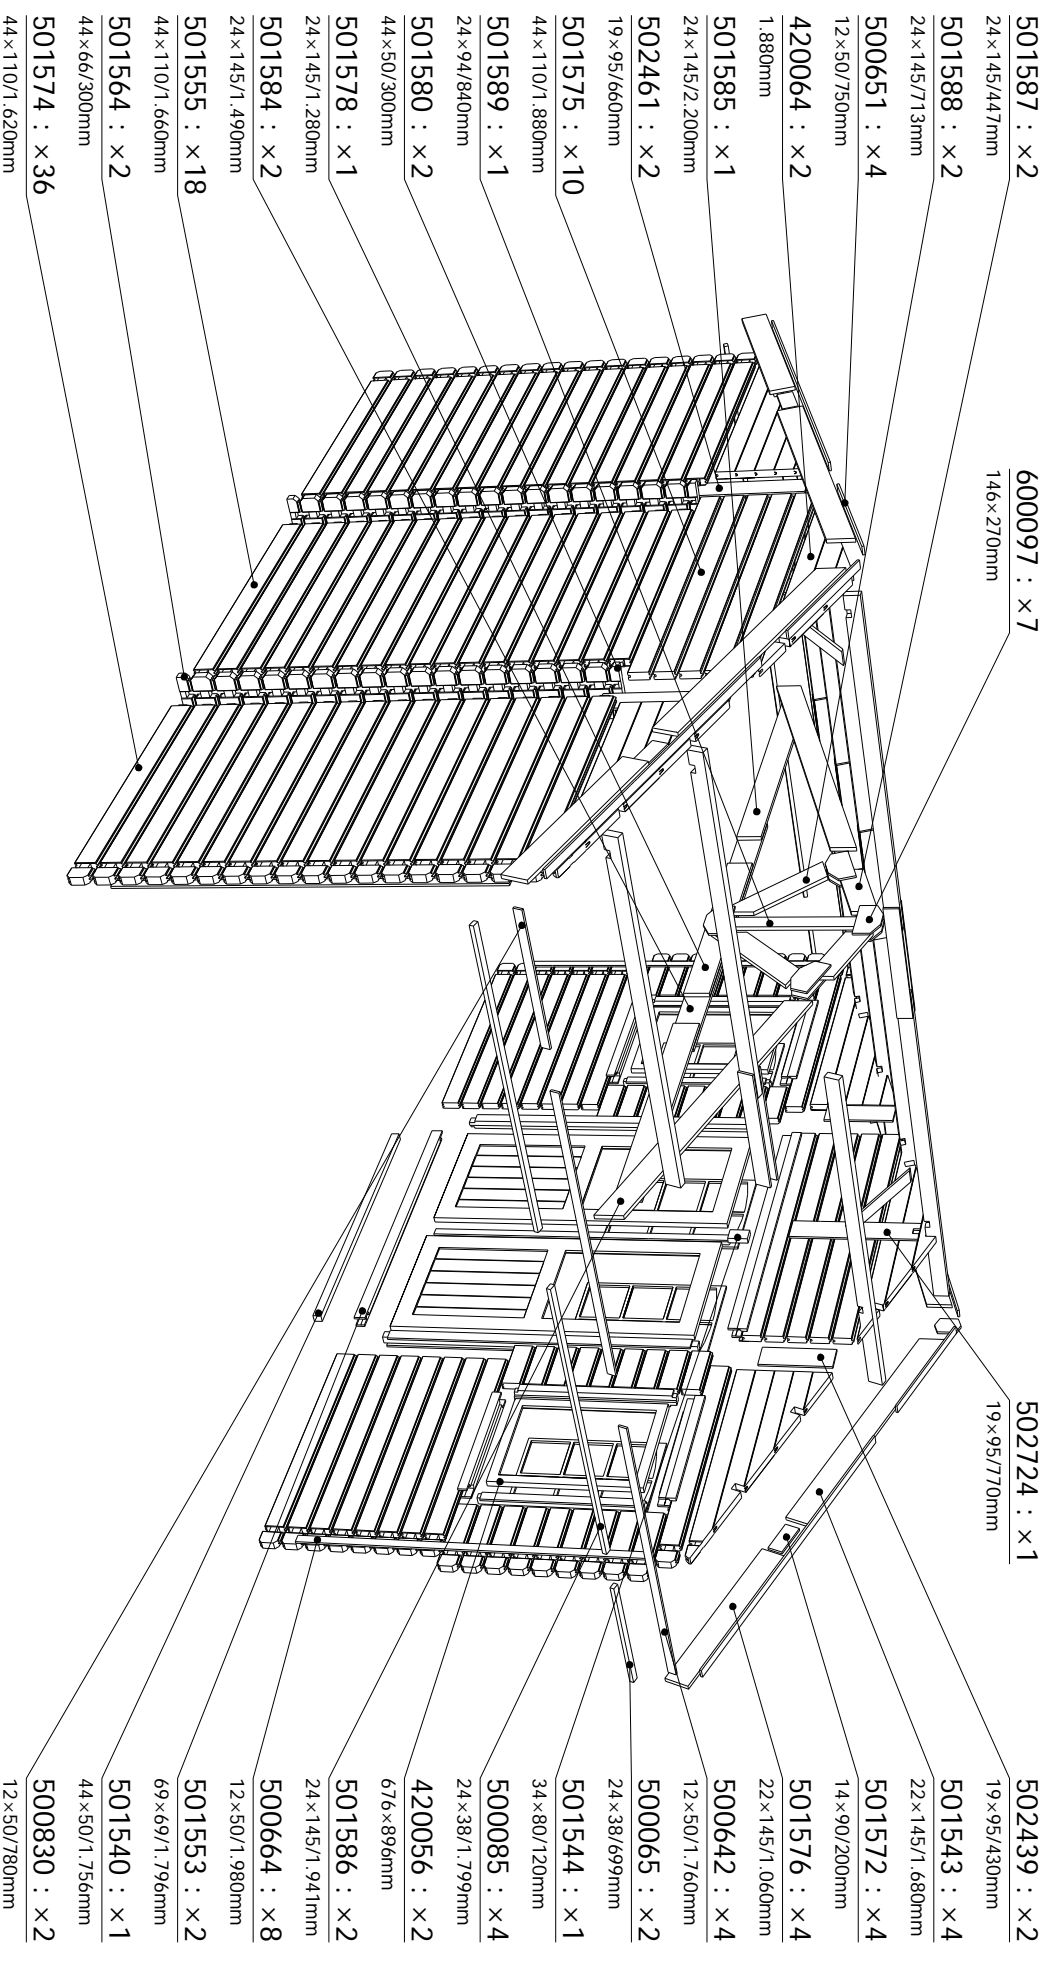 501587 : ×2
24×145/447mm
501588 : ×2
24×145/713mm
500651 : ×4
12×50/750mm
420064 : ×2
1.880mm
501585 : ×1
24×145/2.200mm
502461 : ×2
19×95/660mm
501575 : ×10
44×110/1.880mm
501589 : ×1
24×94/840mm
501580 : ×2
44×50/300mm
501578 : ×1
24×145/1.280mm
501584 : ×2
24×145/1.490mm
501555 : ×18
44×110/1.660mm
501564 : ×2
44×66/300mm
501574 : ×36
44×110/1.620mm
600097 : ×7
146×270mm
502724 : ×1
19×95/770mm
502439 : ×2
19×95/430mm
501543 : ×4
22×145/1.680mm
501572 : ×4
14×90/200mm
501576 : ×4
22×145/1.060mm
500642 : ×4
12×50/1.760mm
500065 : ×2
24×38/699mm
501544 : ×1
34×80/120mm
500085 : ×4
24×38/1.799mm
420056 : ×2
676×896mm
501586 : ×2
24×145/1.941mm
500664 : ×8
12×50/1.980mm
501553 : ×2
69×69/1.796mm
501540 : ×1
44×50/1.756mm
500830 : ×2
12×50/780mm